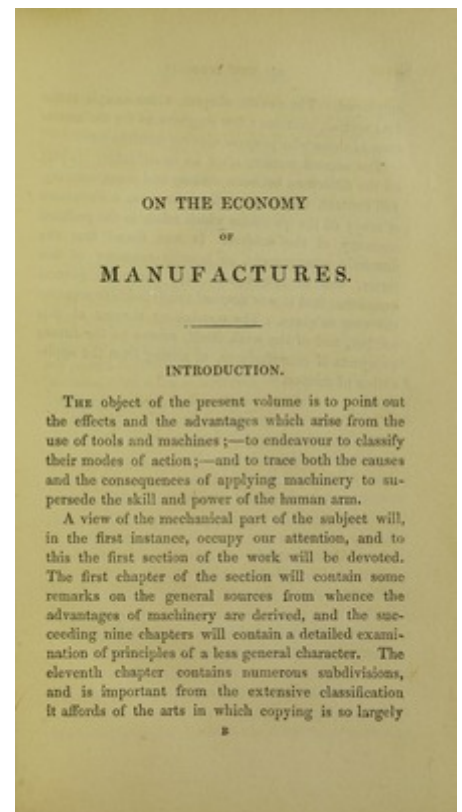 ON THE ECONOMY
OF
MANUFACTURES.
INTRODUCTION.
THE object of the present volume is to point out
the effects and the advantages which arise from the
use of tools and machines;—to endeavour to classify
their modes of action;—and to trace both the causes
and the consequences of applying machinery to su-
persede the skill and power of the human arm.
A view of the mechanical part of the subject will,
in the first instance, occupy our attention, and to
this the first section of the work will be devoted.
The first chapter of the section will contain some
remarks on the general sources from whence the
advantages of machinery are derived, and the suc-
ceeding nine chapters will contain a detailed exami-
nation of principles of a less general character. The
eleventh chapter contains numerous subdivisions,
and is important from the extensive classification
it affords of the arts in which copying is so largely
B